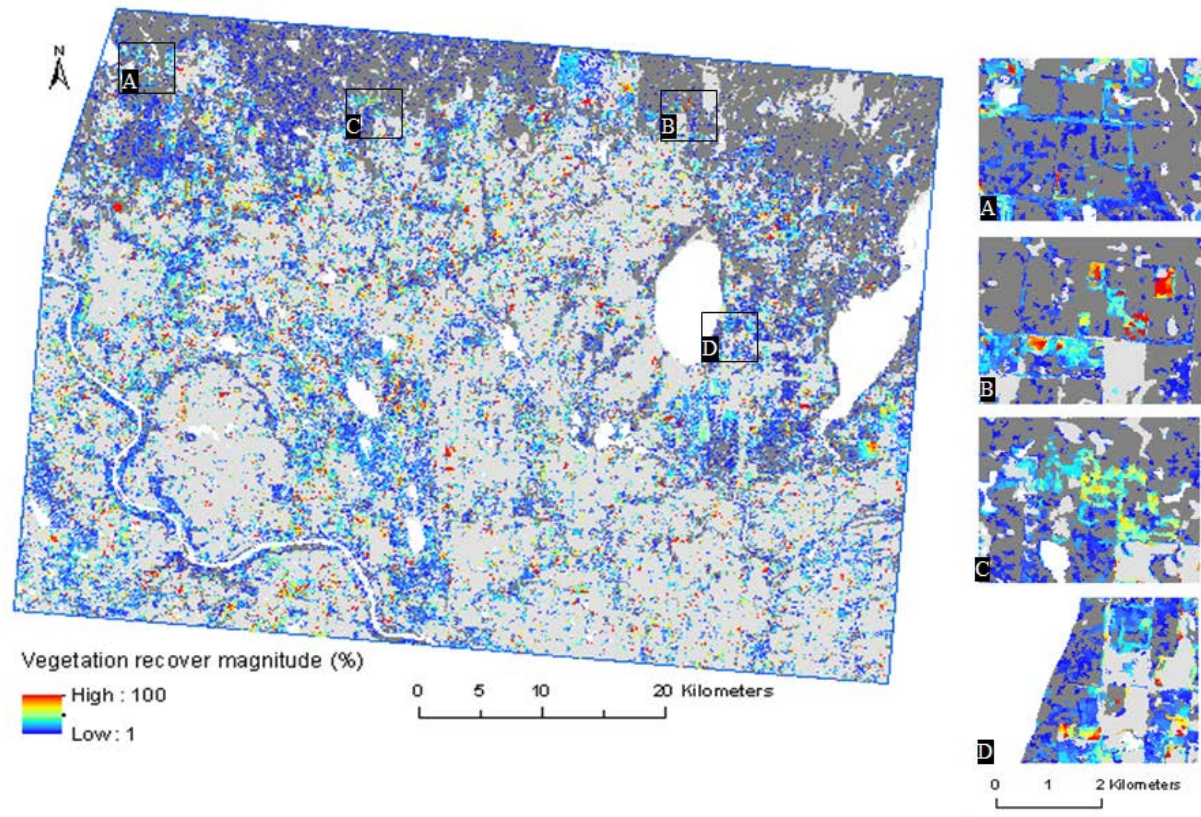 N
A
C
B
D
A
B
C
D
Vegetation recover magnitude (%)
High : 100
Low : 1
0 5 10 20 Kilometers
0 1 2 Kilometers